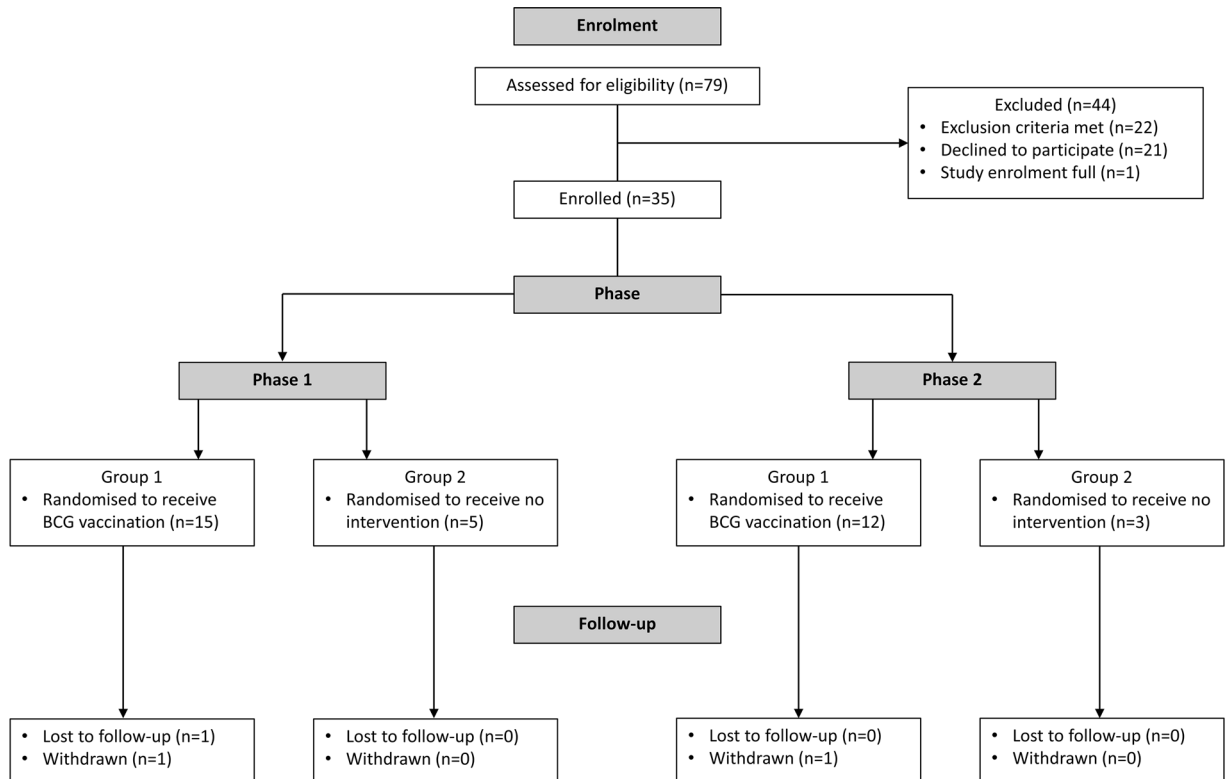 Enrolment
Assessed for eligibility (n=79)
Excluded (n=44)
• Exclusion criteria met (n=22)
• Declined to participate (n=21)
• Study enrolment full (n=1)
Enrolled (n=35)
Phase
Phase 1
Phase 2
Group 1
• Randomised to receive
BCG vaccination (n=15)
Group 2
• Randomised to receive no
intervention (n=5)
Group 1
• Randomised to receive
BCG vaccination (n=12)
Group 2
• Randomised to receive no
intervention (n=3)
Follow-up
• Lost to follow-up (n=1)
• Withdrawn (n=1)
• Lost to follow-up (n=0)
• Withdrawn (n=0)
• Lost to follow-up (n=0)
• Withdrawn (n=1)
• Lost to follow-up (n=0)
• Withdrawn (n=0)